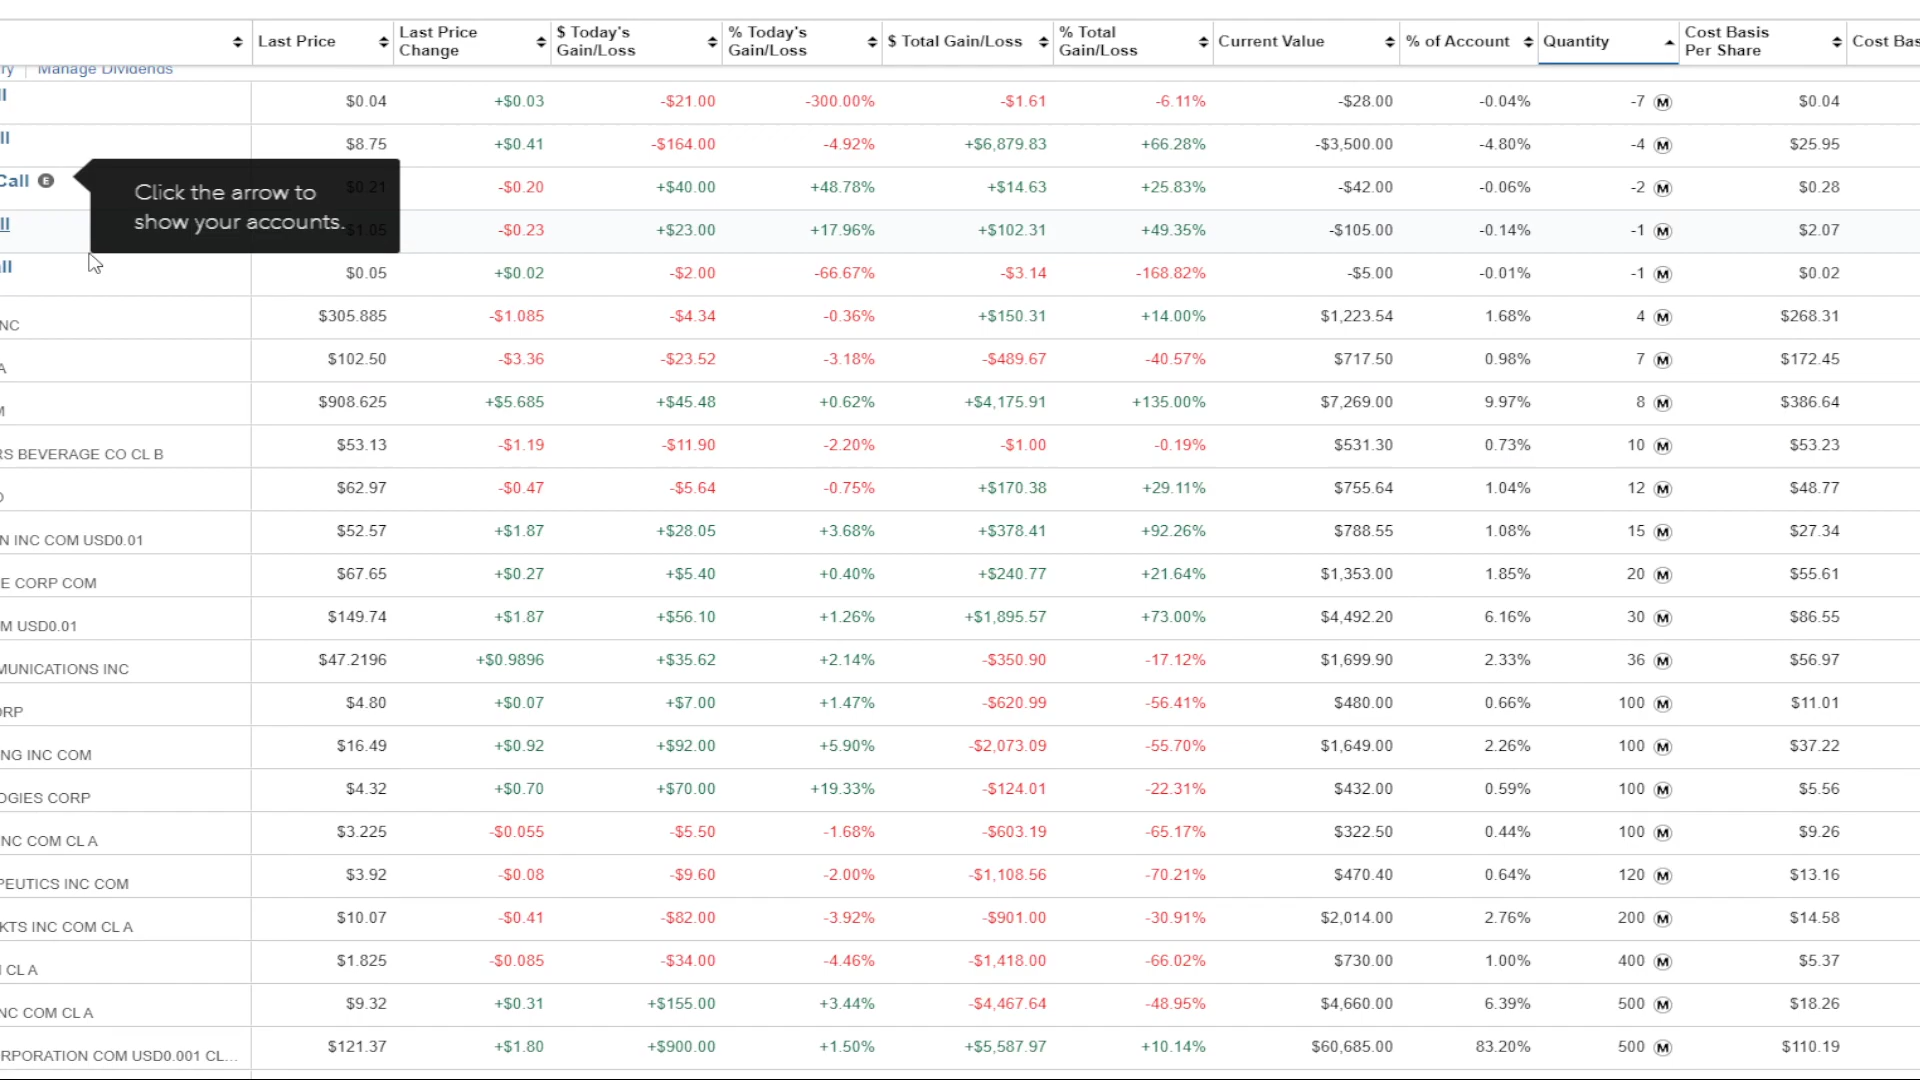 Last Price Last Price Change $ Today's Gain/Loss % Today's Gain/Loss $ Total Gain/Loss % Total Gain/Loss Current Value % of Account Quantity Cost Basis Per Share Cost Bas
ry Manage Dividends
ll $0.04 +$0.03 -$21.00 -300.00% -$1.61 -6.11% -$28.00 -0.04% -7 M $0.04
ll $8.75 +$0.41 -$164.00 -4.92% +$6,879.83 +66.28% -$3,500.00 -4.80% -4 M $25.95
Call E $0.21 -$0.20 +$40.00 +48.78% +$14.63 +25.83% -$42.00 -0.06% -2 M $0.28
Click the arrow to
show your accounts.
ll $1.05 -$0.23 +$23.00 +17.96% +$102.31 +49.35% -$105.00 -0.14% -1 M $2.07
all $0.05 +$0.02 -$2.00 -66.67% -$3.14 -168.82% -$5.00 -0.01% -1 M $0.02
NC $305.885 -$1.085 -$4.34 -0.36% +$150.31 +14.00% $1,223.54 1.68% 4 M $268.31
A $102.50 -$3.36 -$23.52 -3.18% -$489.67 -40.57% $717.50 0.98% 7 M $172.45
M $908.625 +$5.685 +$45.48 +0.62% +$4,175.91 +135.00% $7,269.00 9.97% 8 M $386.64
RS BEVERAGE CO CL B $53.13 -$1.19 -$11.90 -2.20% -$1.00 -0.19% $531.30 0.73% 10 M $53.23
$62.97 -$0.47 -$5.64 -0.75% +$170.38 +29.11% $755.64 1.04% 12 M $48.77
N INC COM USD0.01 $52.57 +$1.87 +$28.05 +3.68% +$378.41 +92.26% $788.55 1.08% 15 M $27.34
E CORP COM $67.65 +$0.27 +$5.40 +0.40% +$240.77 +21.64% $1,353.00 1.85% 20 M $55.61
M USD0.01 $149.74 +$1.87 +$56.10 +1.26% +$1,895.57 +73.00% $4,492.20 6.16% 30 M $86.55
MUNICATIONS INC $47.2196 +$0.9896 +$35.62 +2.14% -$350.90 -17.12% $1,699.90 2.33% 36 M $56.97
ORP $4.80 +$0.07 +$7.00 +1.47% -$620.99 -56.41% $480.00 0.66% 100 M $11.01
NG INC COM $16.49 +$0.92 +$92.00 +5.90% -$2,073.09 -55.70% $1,649.00 2.26% 100 M $37.22
OGIES CORP $4.32 +$0.70 +$70.00 +19.33% -$124.01 -22.31% $432.00 0.59% 100 M $5.56
NC COM CL A $3.225 -$0.055 -$5.50 -1.68% -$603.19 -65.17% $322.50 0.44% 100 M $9.26
PEUTICS INC COM $3.92 -$0.08 -$9.60 -2.00% -$1,108.56 -70.21% $470.40 0.64% 120 M $13.16
KTS INC COM CL A $10.07 -$0.41 -$82.00 -3.92% -$901.00 -30.91% $2,014.00 2.76% 200 M $14.58
CL A $1.825 -$0.085 -$34.00 -4.46% -$1,418.00 -66.02% $730.00 1.00% 400 M $5.37
NC COM CL A $9.32 +$0.31 +$155.00 +3.44% -$4,467.64 -48.95% $4,660.00 6.39% 500 M $18.26
RPORATION COM USD0.001 CL... $121.37 +$1.80 +$900.00 +1.50% +$5,587.97 +10.14% $60,685.00 83.20% 500 M $110.19